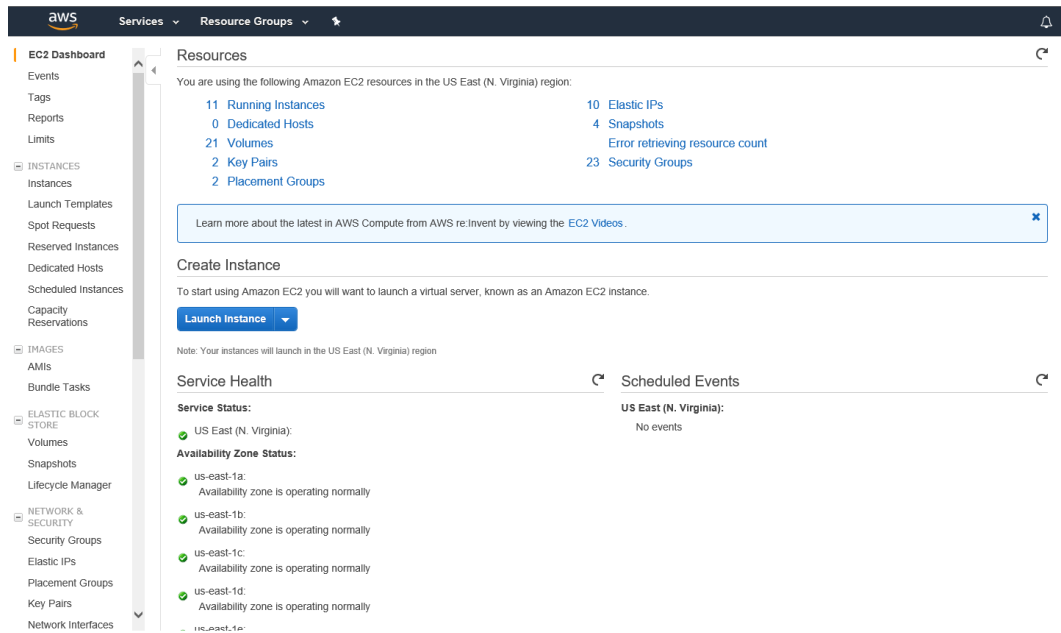 aws
Services
Resource Groups
EC2 Dashboard
Events
Tags
Reports
Limits
INSTANCES
Instances
Launch Templates
Spot Requests
Reserved Instances
Dedicated Hosts
Scheduled Instances
Capacity
Reservations
IMAGES
AMIs
Bundle Tasks
ELASTIC BLOCK
STORE
Volumes
Snapshots
Lifecycle Manager
NETWORK &
SECURITY
Security Groups
Elastic IPs
Placement Groups
Key Pairs
Network Interfaces
Resources
You are using the following Amazon EC2 resources in the US East (N. Virginia) region:
11 Running Instances
0 Dedicated Hosts
21 Volumes
2 Key Pairs
2 Placement Groups
10 Elastic IPs
4 Snapshots
Error retrieving resource count
23 Security Groups
Learn more about the latest in AWS Compute from AWS re:Invent by viewing the EC2 Videos.
Create Instance
To start using Amazon EC2 you will want to launch a virtual server, known as an Amazon EC2 instance.
Launch Instance
Note: Your instances will launch in the US East (N. Virginia) region
Service Health
Service Status:
US East (N. Virginia):
Availability Zone Status:
us-east-1a:
Availability zone is operating normally
us-east-1b:
Availability zone is operating normally
us-east-1c:
Availability zone is operating normally
us-east-1d:
Availability zone is operating normally
us-east-1e:
Scheduled Events
US East (N. Virginia):
No events